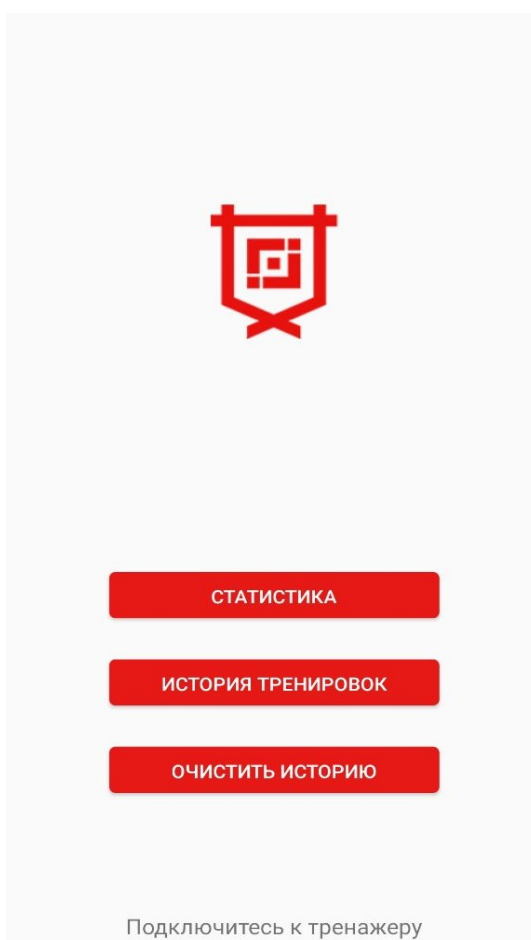 СТАТИСТИКА
ИСТОРИЯ ТРЕНИРОВОК
ОЧИСТИТЬ ИСТОРИЮ
Подключитесь к тренажеру